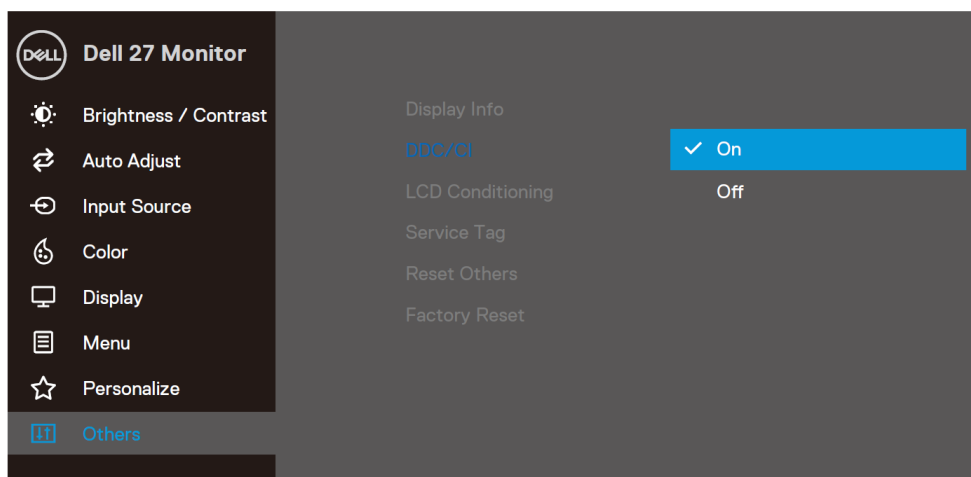 DELL
Dell 27 Monitor
Brightness / Contrast
Auto Adjust
Input Source
Color
Display
Menu
Personalize
Others
Display Info
DDC/CI
LCD Conditioning
Service Tag
Reset Others
Factory Reset
On
Off